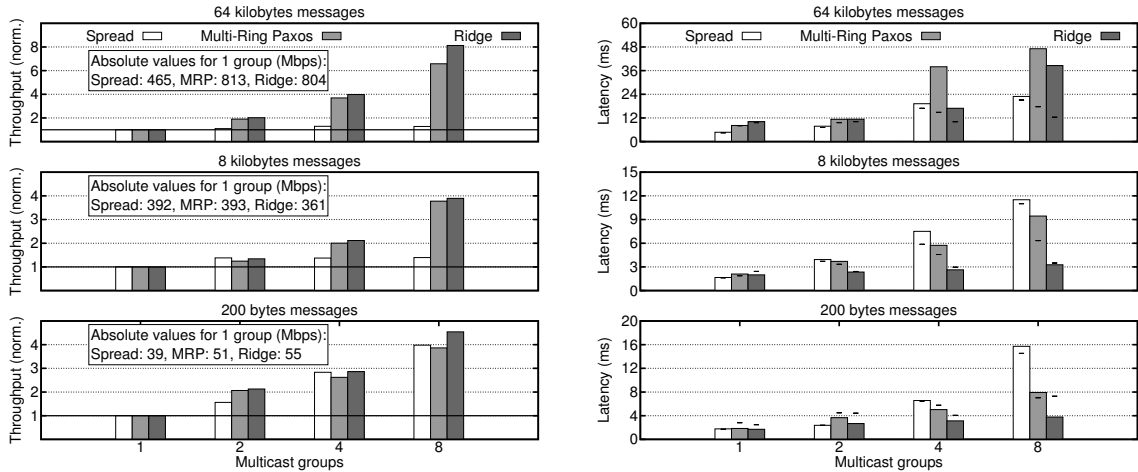 64 kilobytes messages
Throughput (norm.)
8
6
4
2
Spread
Multi-Ring Paxos
Ridge
Absolute values for 1 group (Mbps):
Spread: 465, MRP: 813, Ridge: 804
8 kilobytes messages
Throughput (norm.)
4
3
2
1
Absolute values for 1 group (Mbps):
Spread: 392, MRP: 393, Ridge: 361
200 bytes messages
Throughput (norm.)
4
3
2
1
Absolute values for 1 group (Mbps):
Spread: 39, MRP: 51, Ridge: 55
1 2 4 8
Multicast groups
64 kilobytes messages
Latency (ms)
60
48
36
24
12
0
Spread
Multi-Ring Paxos
Ridge
8 kilobytes messages
Latency (ms)
15
12
9
6
3
0
200 bytes messages
Latency (ms)
20
16
12
8
4
0
1 2 4 8
Multicast groups